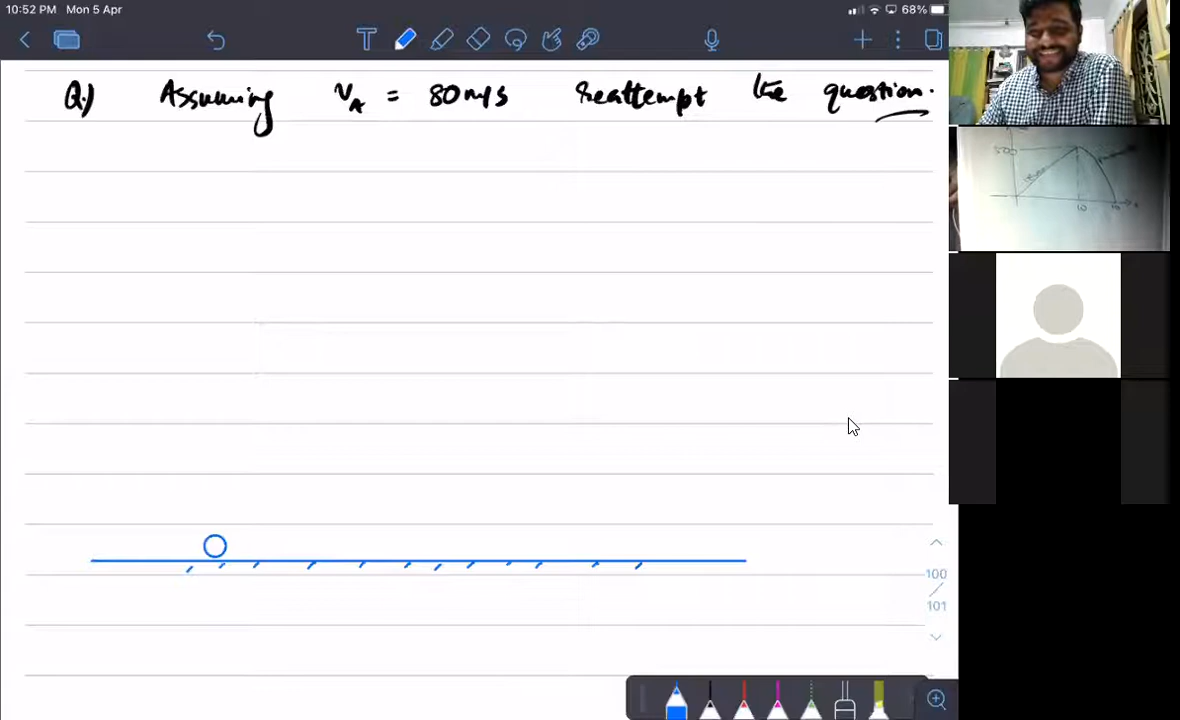 10:52 PM Mon 5 Apr
68%
T
Q.) Assuming VA = 80 m/s Reattempt the question.
100
/
101